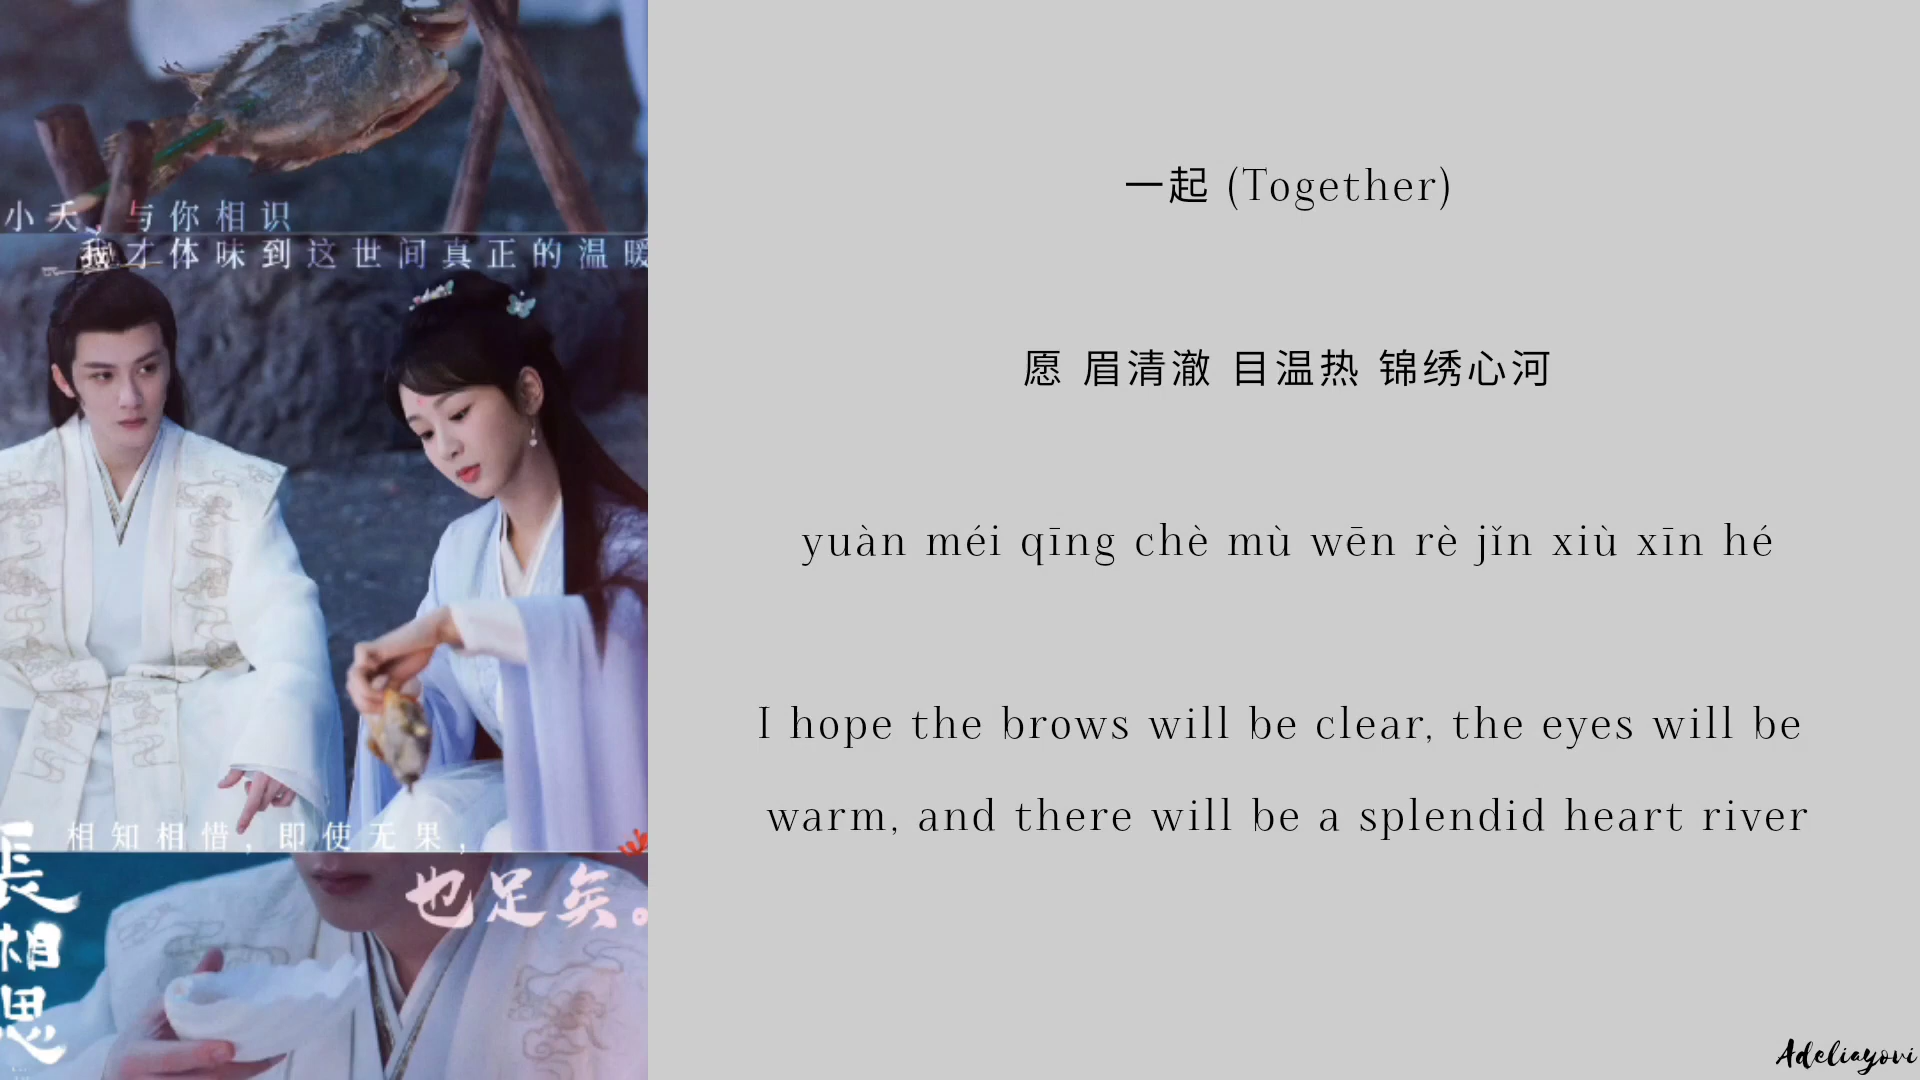 小夭，与你相识
我才体味到这世间真正的温暖
相知相惜，即使无果，
也足矣。
長相思
一起 (Together)
愿 眉清澈 目温热 锦绣心河
yuàn méi qīng chè mù wēn rè jǐn xiù xīn hé
I hope the brows will be clear, the eyes will be
warm, and there will be a splendid heart river
Adeliayovi